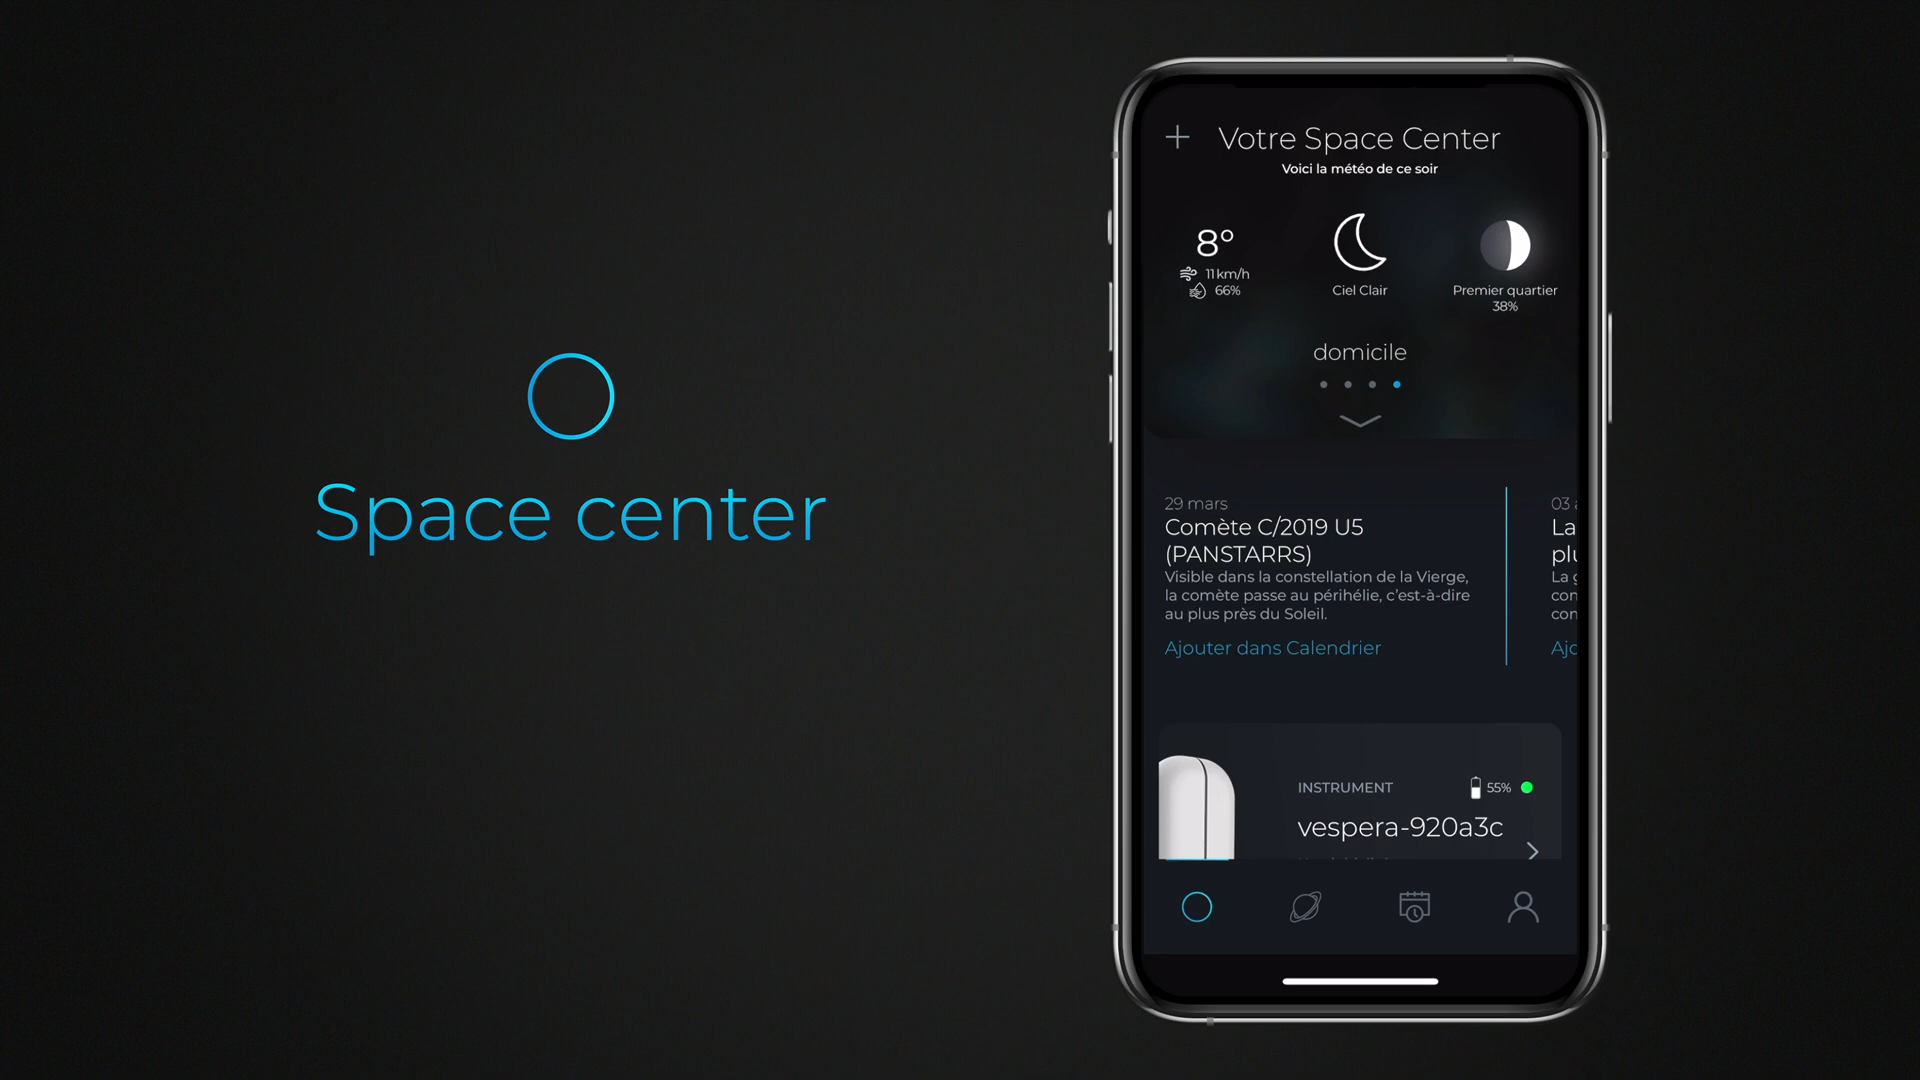 Space center
Votre Space Center
Voici la météo de ce soir
8°
11 km/h
66%
Ciel Clair
Premier quartier
38%
domicile
29 mars
Comète C/2019 U5
(PANSTARRS)
Visible dans la constellation de la Vierge,
la comète passe au périhélie, c'est-à-dire
au plus près du Soleil.
Ajouter dans Calendrier
03
La
INSTRUMENT
55%
vespera-920a3c